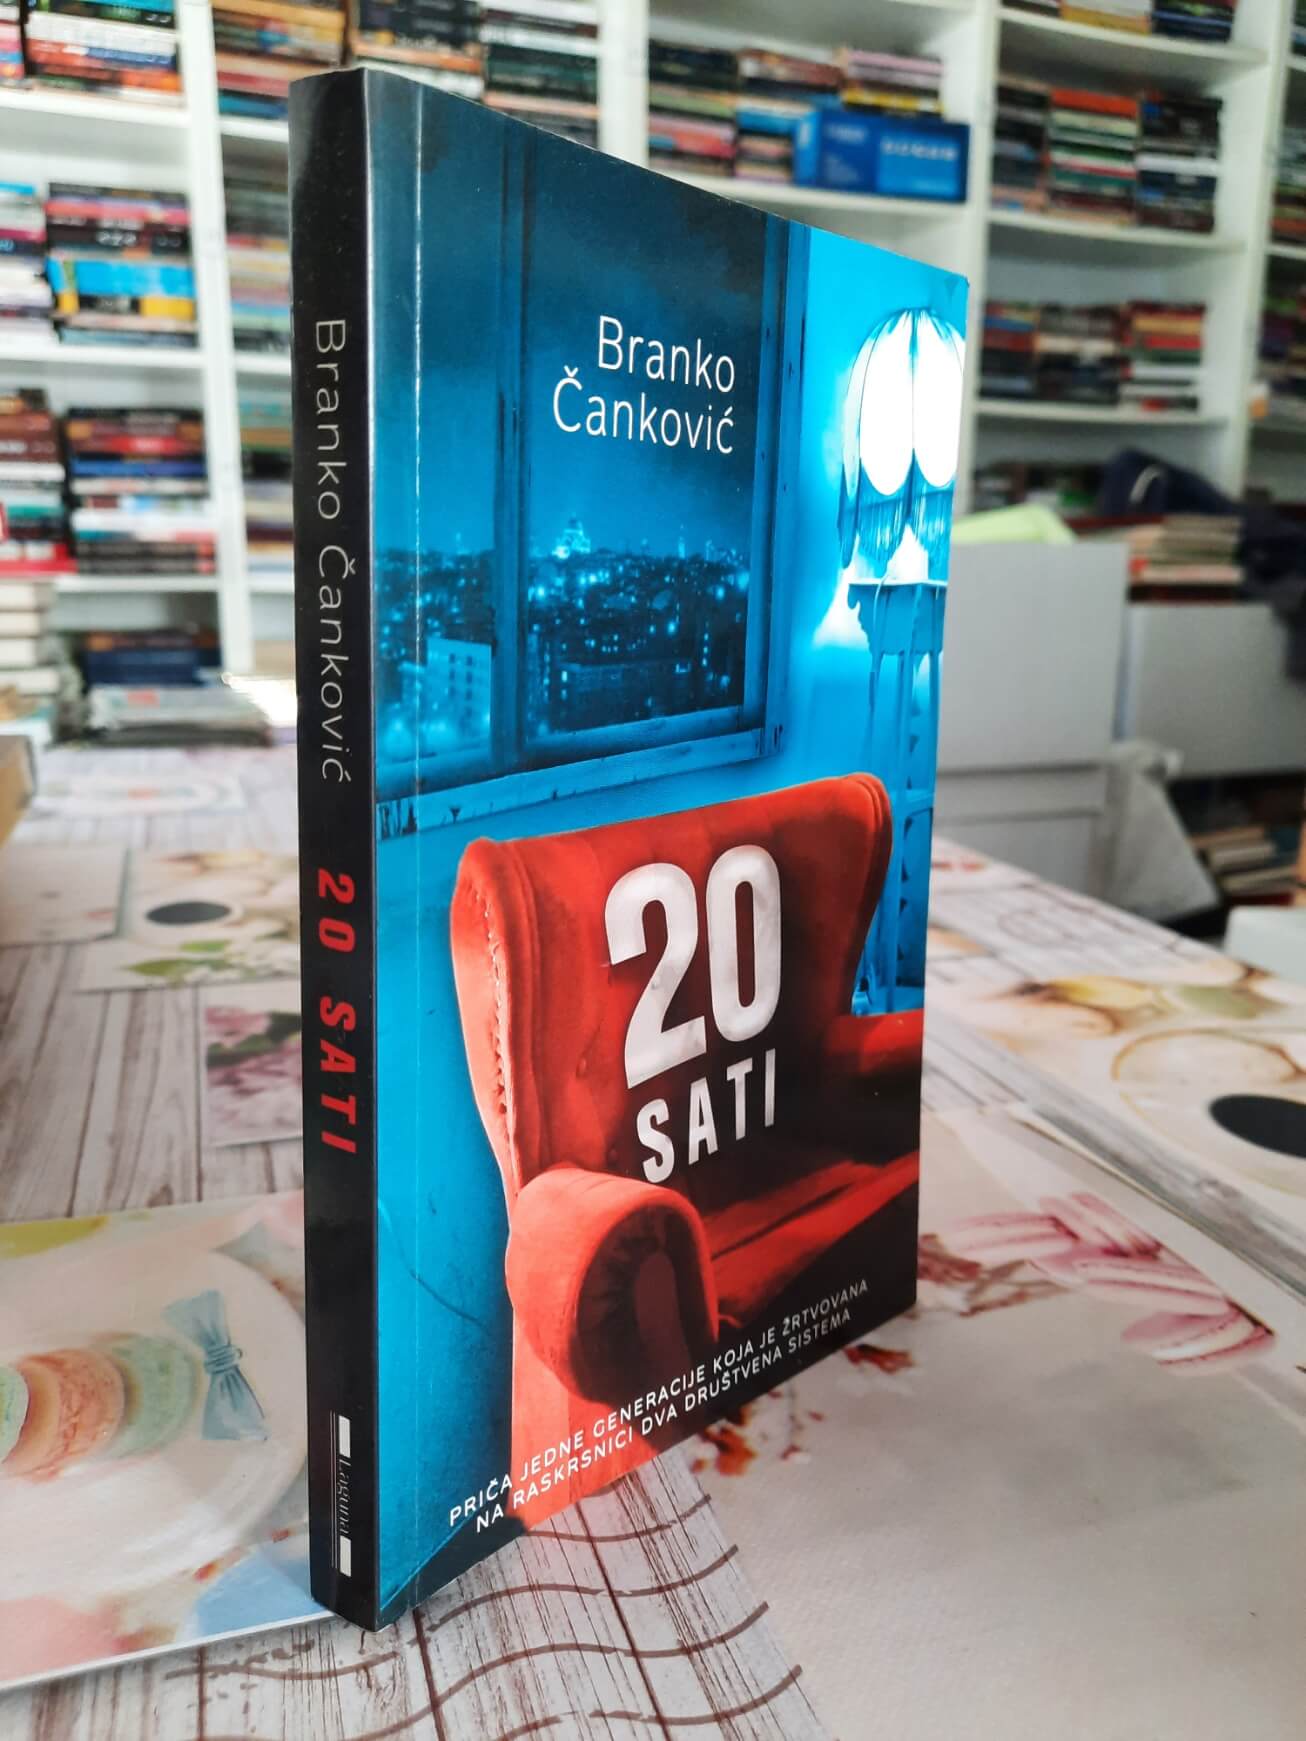 Branko Čanković 20 SATI
Laguna
Branko
Čanković
20
SATI
PRIČA JEDNE GENERACIJE KOJA JE ŽRTVOVANA
NA RASKRSNICI DVA DRUŠTVENA SISTEMA